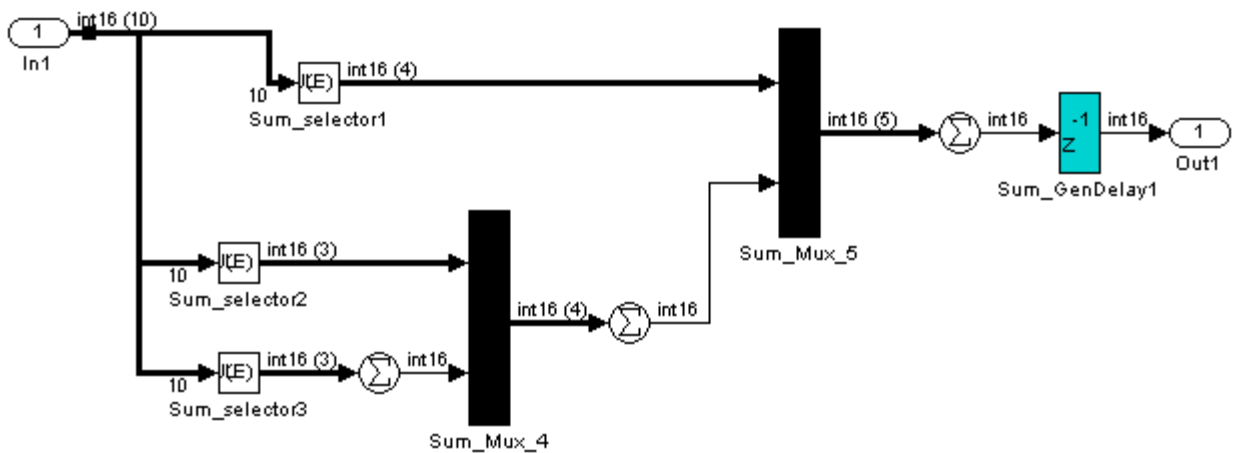 int16 (10)
1
In1
10
U(E)
int16 (4)
Sum_selector1
int16 (5)
Σ
int16
-1
Z
int16
1
Out1
Sum_GenDelay1
Sum_Mux_5
10
U(E)
int16 (3)
Sum_selector2
int16 (4)
Σ
int16
10
U(E)
int16 (3)
Σ
int16
Sum_selector3
Sum_Mux_4